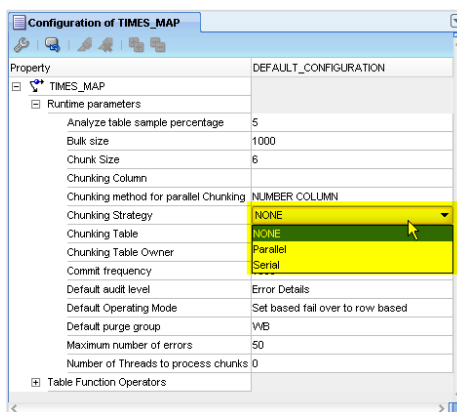 Configuration of TIMES_MAP
Property DEFAULT_CONFIGURATION
TIMES_MAP
Runtime parameters
Analyze table sample percentage 5
Bulk size 1000
Chunk Size 6
Chunking Column
Chunking method for parallel Chunking NUMBER COLUMN
Chunking Strategy NONE
Chunking Table NONE
Chunking Table Owner Parallel
Serial
Commit frequency
Default audit level Error Details
Default Operating Mode Set based fail over to row based
Default purge group WB
Maximum number of errors 50
Number of Threads to process chunks 0
Table Function Operators